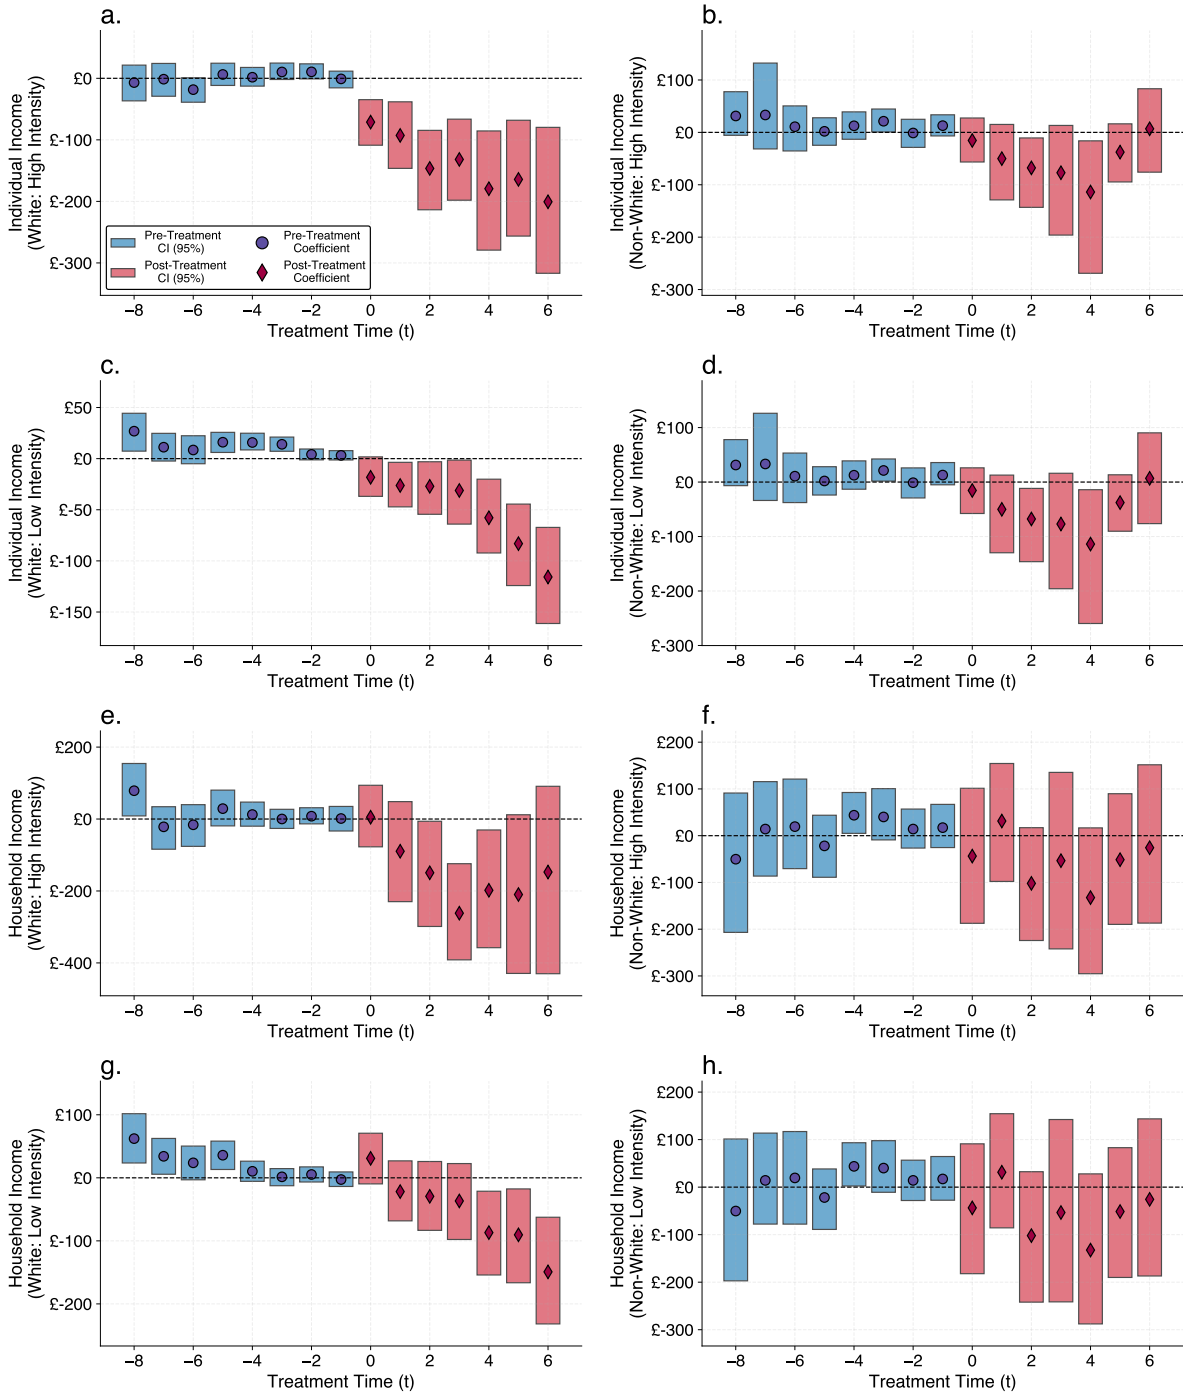 a.
Individual Income
(White: High Intensity)
£0
£-100
£-200
£-300
Pre-Treatment
CI (95%)
Pre-Treatment
Coefficient
Post-Treatment
CI (95%)
Post-Treatment
Coefficient
−8 −6 −4 −2 0 2 4 6
Treatment Time (t)
b.
Individual Income
(Non-White: High Intensity)
£100
£0
£-100
£-200
£-300
−8 −6 −4 −2 0 2 4 6
Treatment Time (t)
c.
Individual Income
(White: Low Intensity)
£50
£0
£-50
£-100
£-150
−8 −6 −4 −2 0 2 4 6
Treatment Time (t)
d.
Individual Income
(Non-White: Low Intensity)
£100
£0
£-100
£-200
£-300
−8 −6 −4 −2 0 2 4 6
Treatment Time (t)
e.
Household Income
(White: High Intensity)
£200
£0
£-200
£-400
−8 −6 −4 −2 0 2 4 6
Treatment Time (t)
f.
Household Income
(Non-White: High Intensity)
£200
£100
£0
£-100
£-200
£-300
−8 −6 −4 −2 0 2 4 6
Treatment Time (t)
g.
Household Income
(White: Low Intensity)
£100
£0
£-100
£-200
−8 −6 −4 −2 0 2 4 6
Treatment Time (t)
h.
Household Income
(Non-White: Low Intensity)
£200
£100
£0
£-100
£-200
£-300
−8 −6 −4 −2 0 2 4 6
Treatment Time (t)